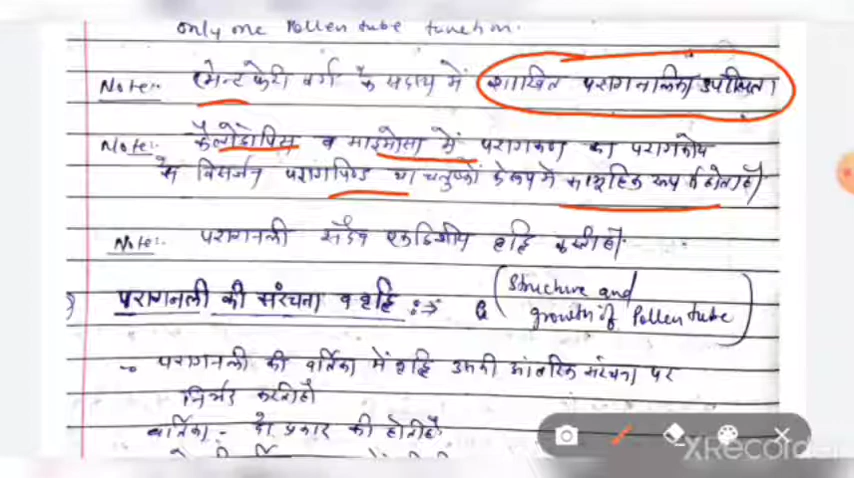 only one Pollen tube function.
Note:- एमेन्टीफेरी वर्ग के सदस्य में शाखित परागनलिका उपस्थित।
Note:- कैलोट्रोपिस व माइमोसा में परागकण का परागकोष
से विसर्जन परागपिण्ड या चतुष्कों के रूप में सामूहिक रूप से होता है।
Note:- परागनली सदैव एकदिशीय वृद्धि करती है।
परागनली की संरचना व वृद्धि :-> (Structure and
growth of Pollen tube)
- परागनली की वर्तिका में वृद्धि उसकी आंतरिक संरचना पर
निर्भर करती है।
वर्तिका - दो प्रकार की होती है
XRecorder